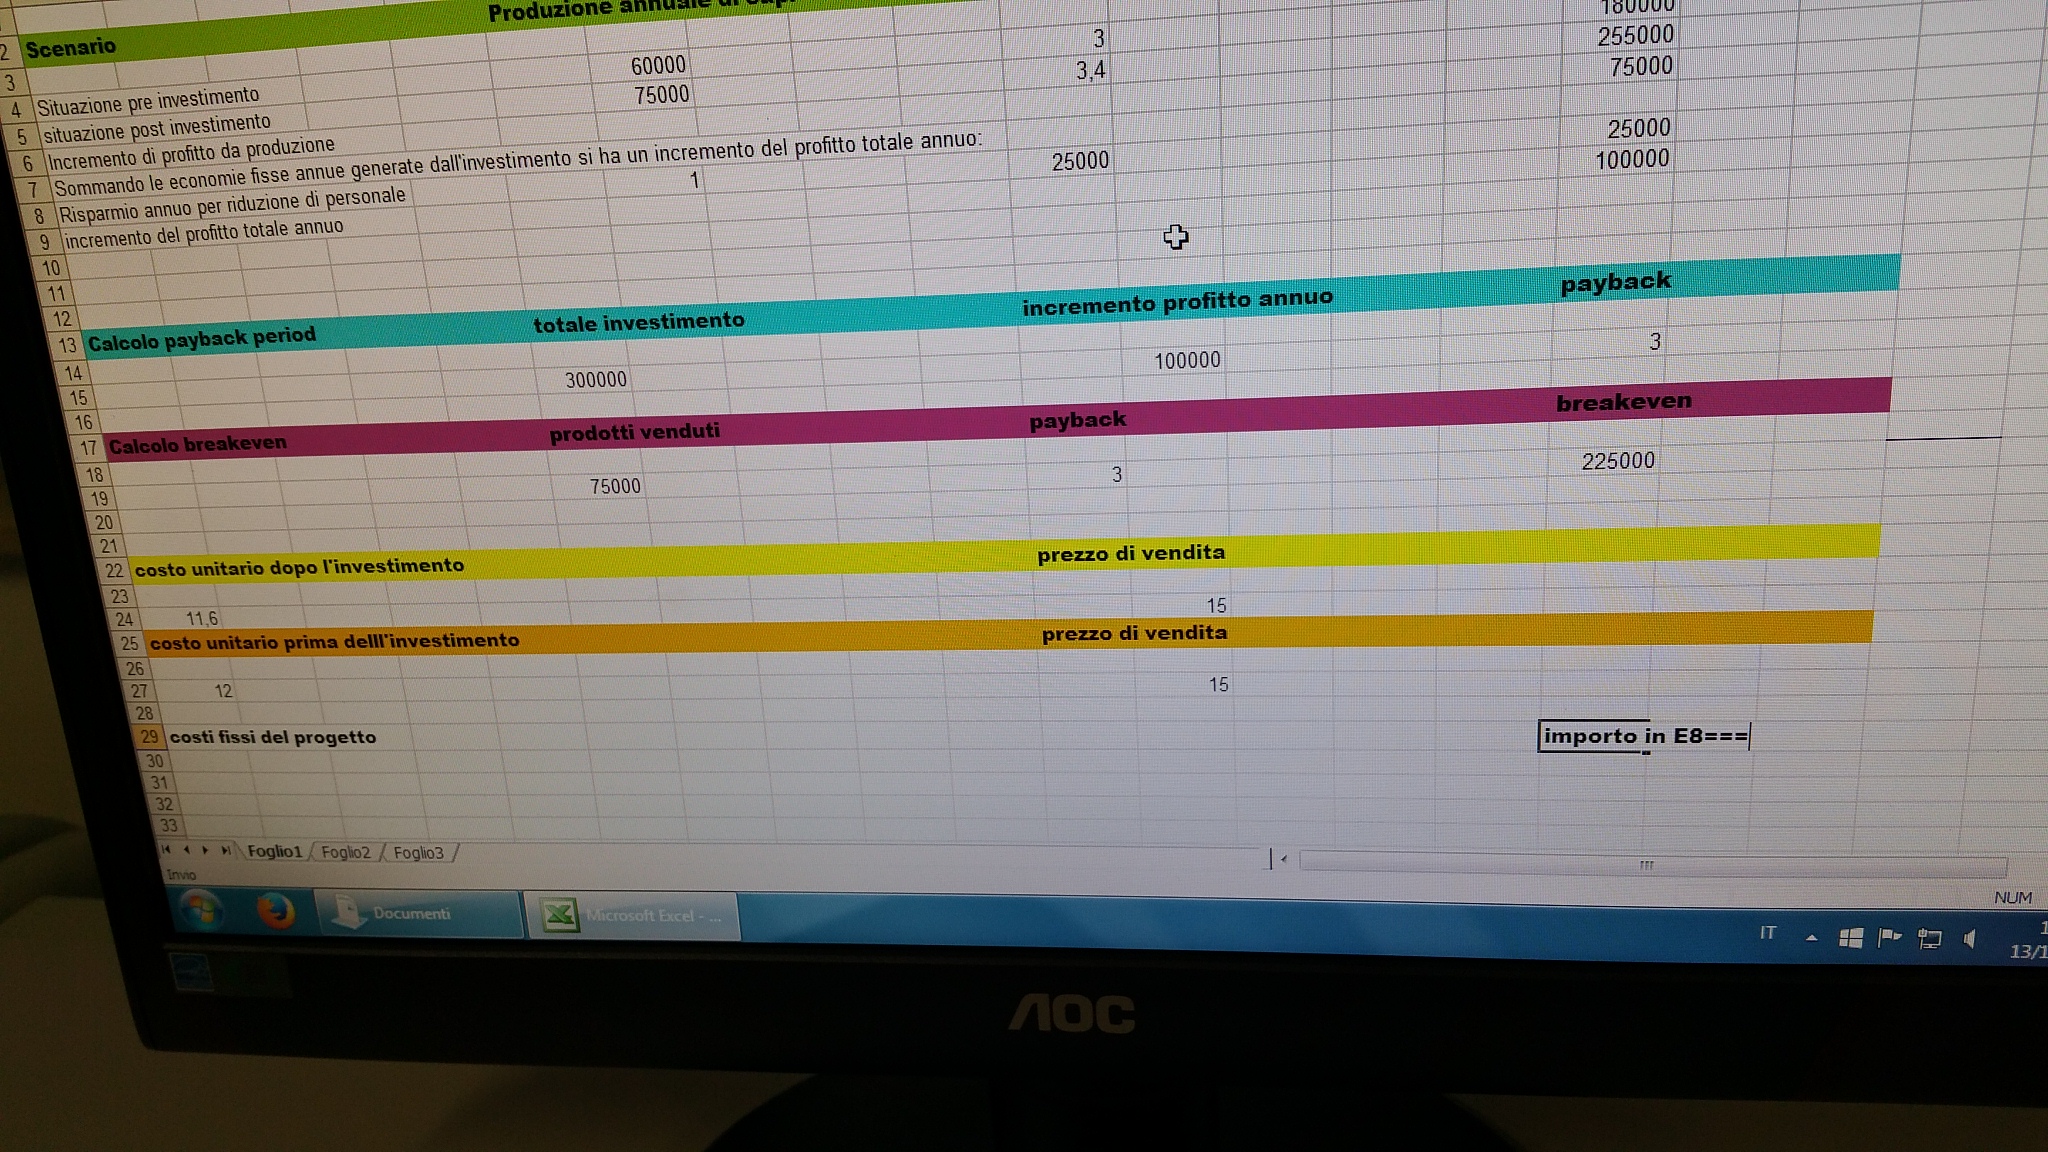 Produzione annuale di
180000
2 Scenario
3 60000 3 255000
4 Situazione pre investimento 75000 3,4 75000
5 situazione post investimento
6 Incremento di profitto da produzione 25000
7 Sommando le economie fisse annue generate dall'investimento si ha un incremento del profitto totale annuo:
8 Risparmio annuo per riduzione di personale 1 25000 100000
9 incremento del profitto totale annuo
10
11
12
13 Calcolo payback period totale investimento incremento profitto annuo payback
14 300000 100000 3
15
16
17 Calcolo breakeven prodotti venduti payback breakeven
18 75000 3 225000
19
20
21
22 costo unitario dopo l'investimento prezzo di vendita
23
24 11,6 15
25 costo unitario prima delll'investimento prezzo di vendita
26
27 12 15
28
29 costi fissi del progetto importo in E8===
30
31
32
33
Foglio1 Foglio2 Foglio3
Invio
NUM
Documenti Microsoft Excel - ... IT
13/1
AOC